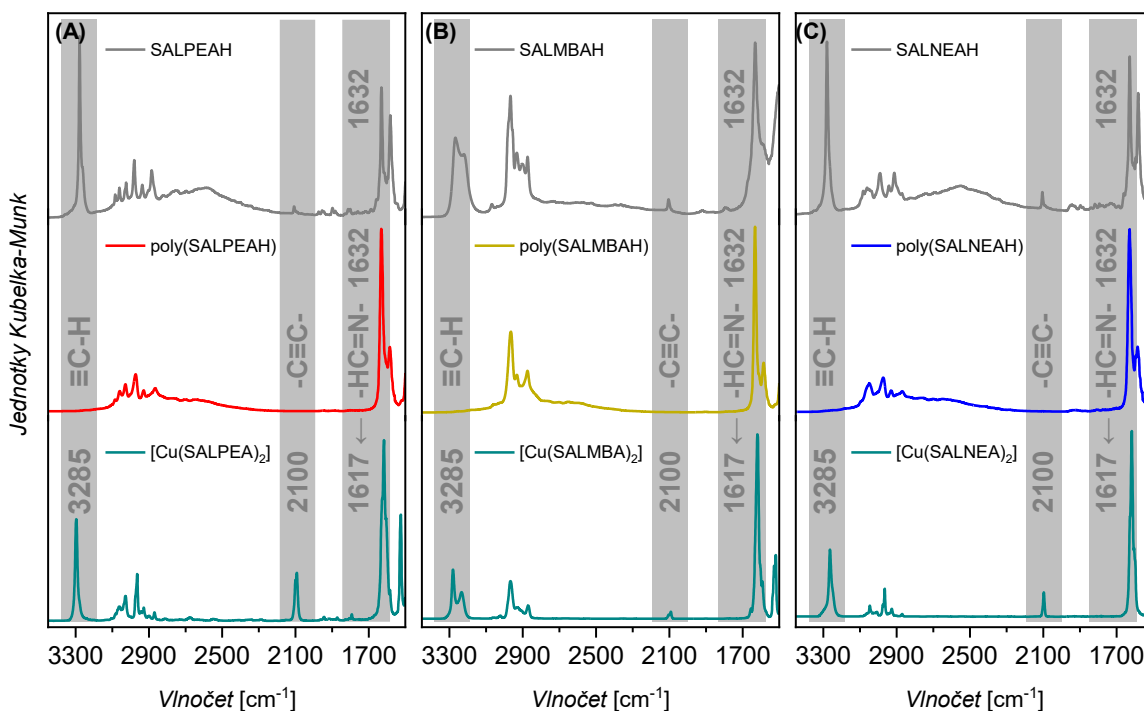 Jednotky Kubelka-Munk
(A)
SALPEAH
1632
poly(SALPEAH)
≡C-H
-C≡C-
-HC=N- 1632
[Cu(SALPEA)₂]
3285
2100
1617 →
3300 2900 2500 2100 1700
Vlnočet [cm⁻¹]
(B)
SALMBAH
1632
poly(SALMBAH)
≡C-H
-C≡C-
-HC=N- 1632
[Cu(SALMBA)₂]
3285
2100
1617 →
3300 2900 2500 2100 1700
Vlnočet [cm⁻¹]
(C)
SALNEAH
1632
poly(SALNEAH)
≡C-H
-C≡C-
-HC=N- 1632
[Cu(SALNEA)₂]
3285
2100
1617 →
3300 2900 2500 2100 1700
Vlnočet [cm⁻¹]